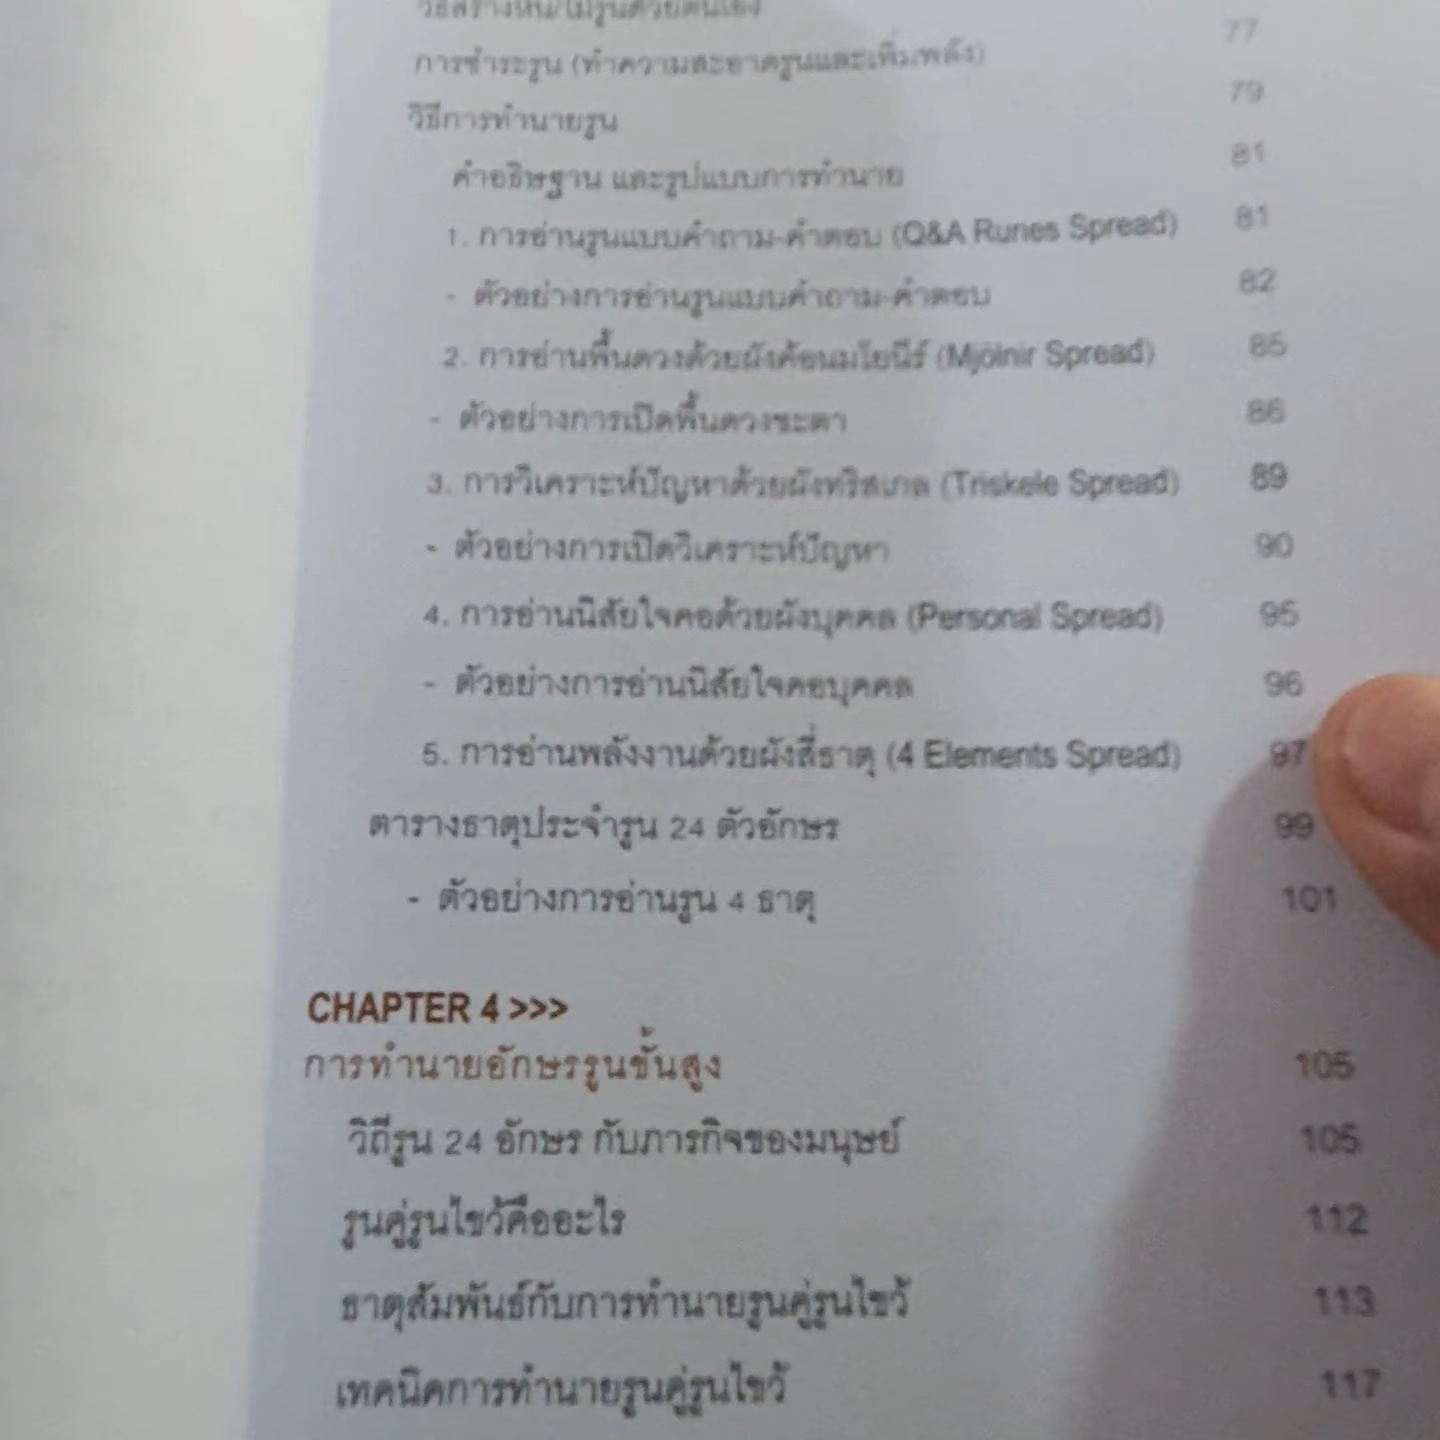 วิธีสร้างหิน/ไม้รูนด้วยตนเอง 77
การชำระรูน (ทำความสะอาดรูนและเพิ่มพลัง) 79
วิธีการทำนายรูน 81
คำอธิษฐาน และรูปแบบการทำนาย 81
1. การอ่านรูนแบบคำถาม-คำตอบ (Q&A Runes Spread) 82
- ตัวอย่างการอ่านรูนแบบคำถาม-คำตอบ 85
2. การอ่านพื้นดวงด้วยผังค้อนมโยนีร์ (Mjölnir Spread) 86
- ตัวอย่างการเปิดพื้นดวงชะตา 89
3. การวิเคราะห์ปัญหาด้วยผังทริสเกล (Triskele Spread) 90
- ตัวอย่างการเปิดวิเคราะห์ปัญหา 95
4. การอ่านนิสัยใจคอด้วยผังบุคคล (Personal Spread) 96
- ตัวอย่างการอ่านนิสัยใจคอบุคคล 97
5. การอ่านพลังงานด้วยผังสี่ธาตุ (4 Elements Spread)
ตารางธาตุประจำรูน 24 ตัวอักษร 99
- ตัวอย่างการอ่านรูน 4 ธาตุ 101
CHAPTER 4 >>>
การทำนายอักษรรูนขั้นสูง 105
วิถีรูน 24 อักษร กับภารกิจของมนุษย์ 105
รูนคู่รูนไขว้คืออะไร 112
ธาตุสัมพันธ์กับการทำนายรูนคู่รูนไขว้ 113
เทคนิคการทำนายรูนคู่รูนไขว้ 117